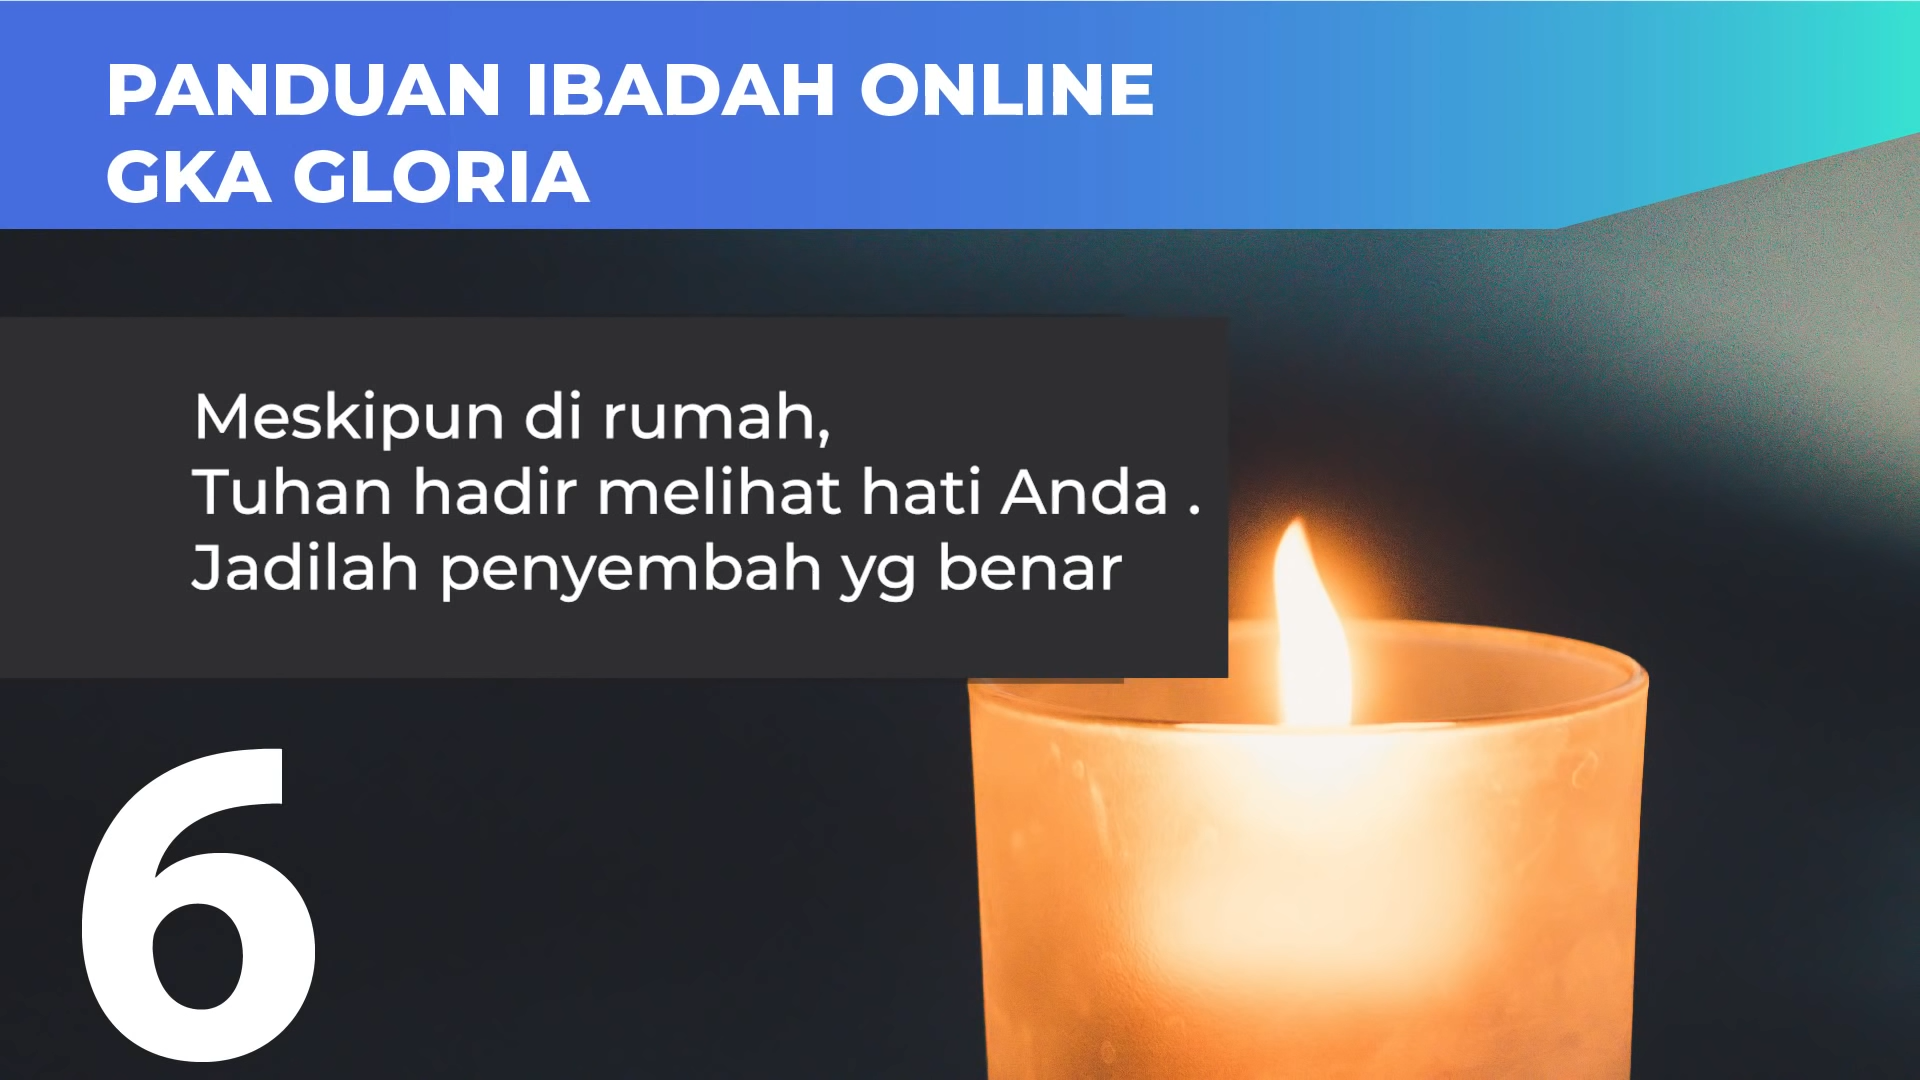 PANDUAN IBADAH ONLINE
GKA GLORIA
Meskipun di rumah,
Tuhan hadir melihat hati Anda .
Jadilah penyembah yg benar
6